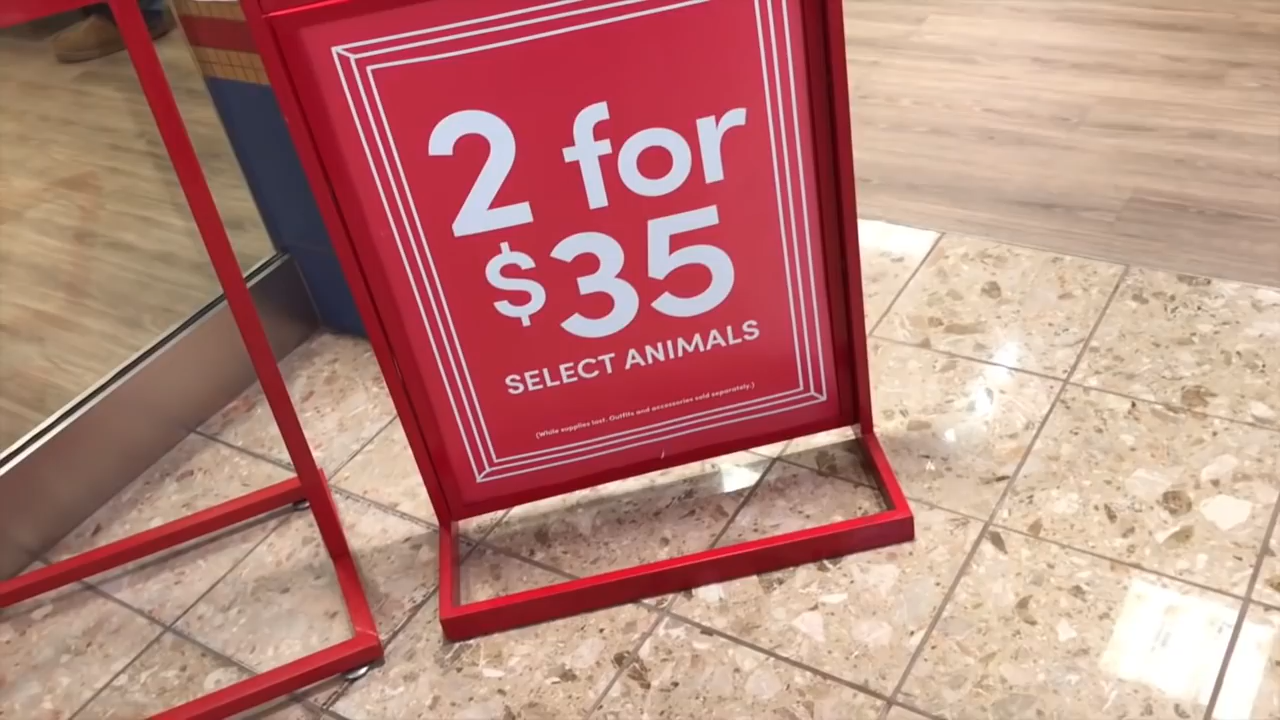 2 for
$35
SELECT ANIMALS
(While supplies last. Outfits and accessories sold separately.)